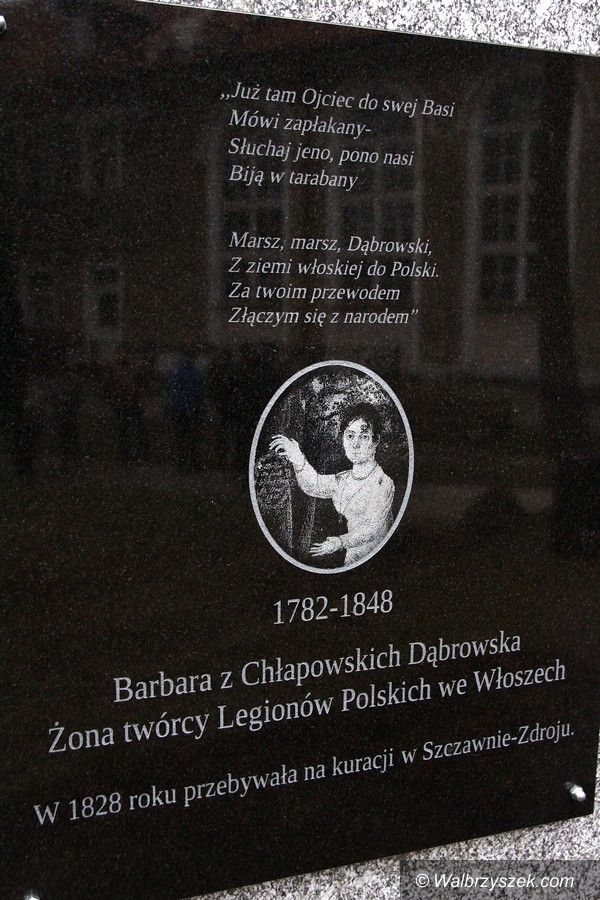 „Już tam Ojciec do swej Basi
Mówi zapłakany-
Słuchaj jeno, pono nasi
Biją w tarabany
Marsz, marsz, Dąbrowski,
Z ziemi włoskiej do Polski.
Za twoim przewodem
Złączym się z narodem”
1782-1848
Barbara z Chłapowskich Dąbrowska
Żona twórcy Legionów Polskich we Włoszech
W 1828 roku przebywała na kuracji w Szczawnie-Zdroju.
© Walbrzyszek.com